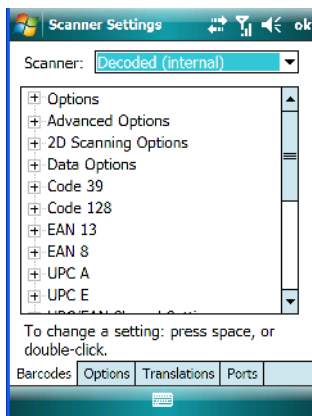 Scanner Settings ok
Scanner: Decoded (internal)
Options
Advanced Options
2D Scanning Options
Data Options
Code 39
Code 128
EAN 13
EAN 8
UPC A
UPC E
To change a setting: press space, or
double-click.
Barcodes Options Translations Ports